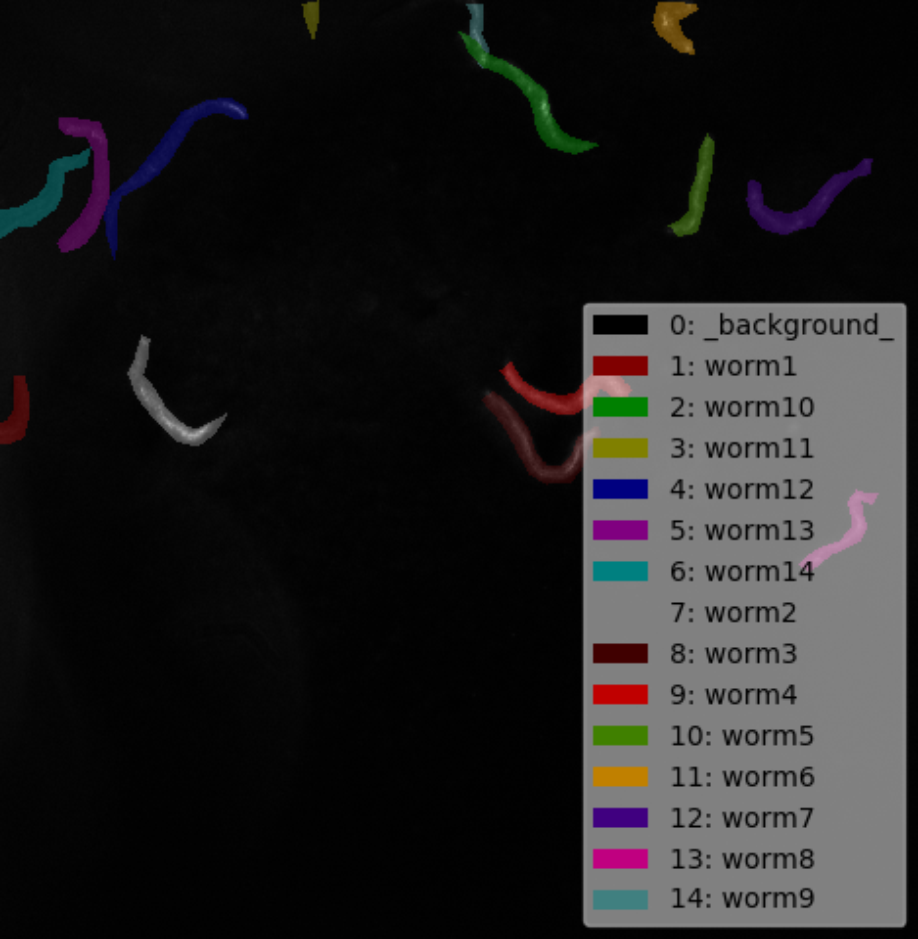 0: _background_
1: worm1
2: worm10
3: worm11
4: worm12
5: worm13
6: worm14
7: worm2
8: worm3
9: worm4
10: worm5
11: worm6
12: worm7
13: worm8
14: worm9